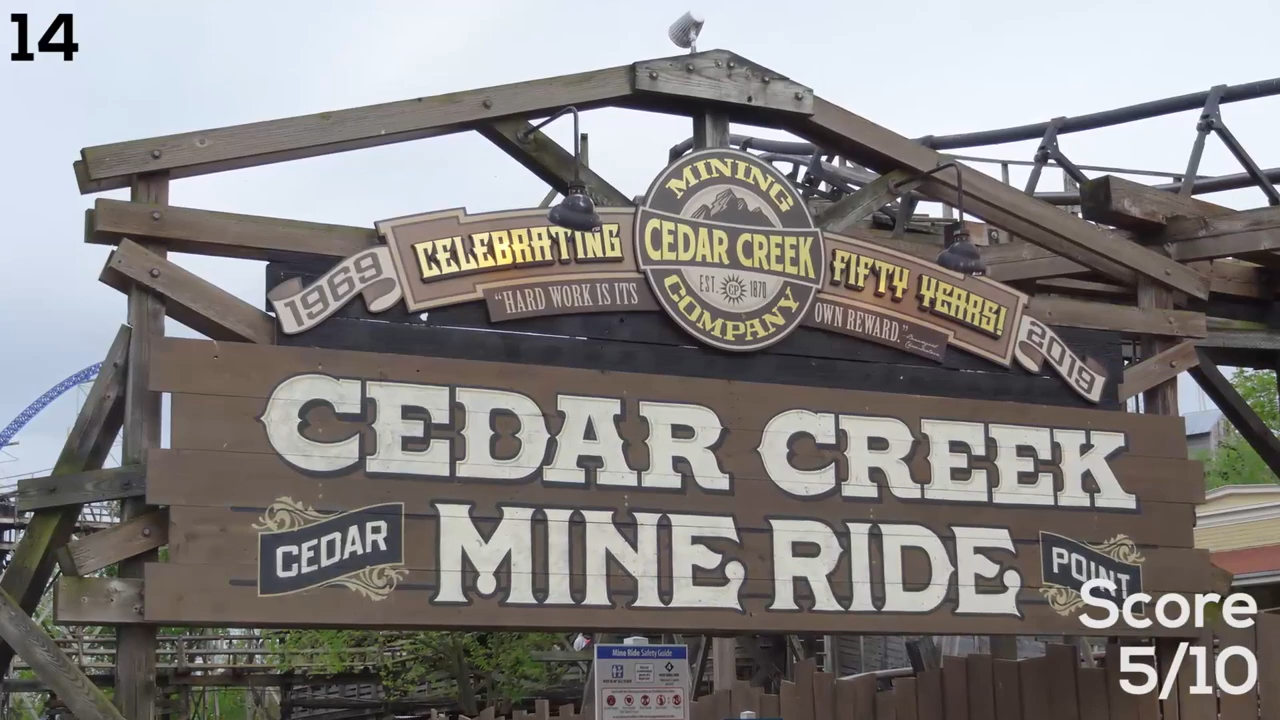 14
MINING
CEDAR CREEK
EST. CP 1870
COMPANY
1969
CELEBRATING
FIFTY YEARS!
2019
"HARD WORK IS ITS
OWN REWARD."
CEDAR CREEK
MINE RIDE
CEDAR
POINT
Mine Ride Safety Guide
Score
5/10